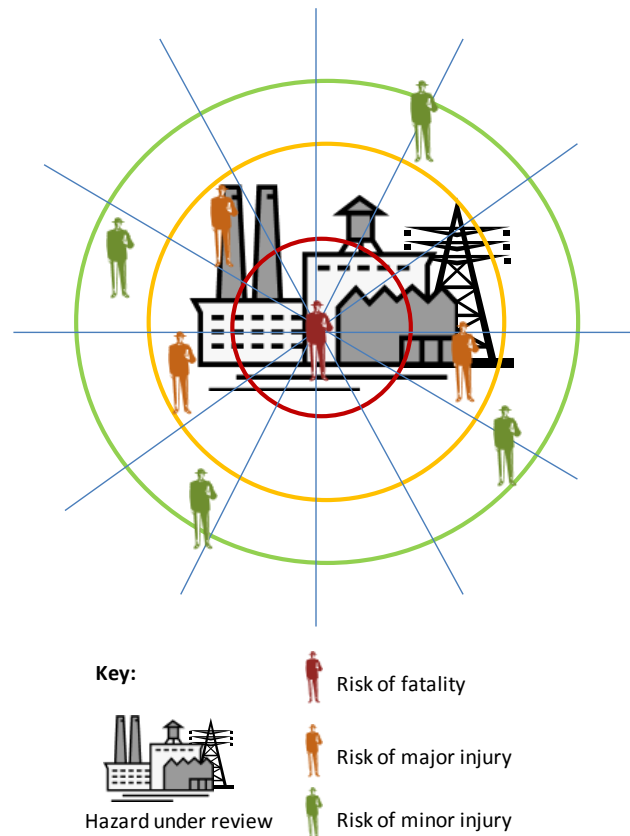 Key:
Risk of fatality
Risk of major injury
Hazard under review
Risk of minor injury